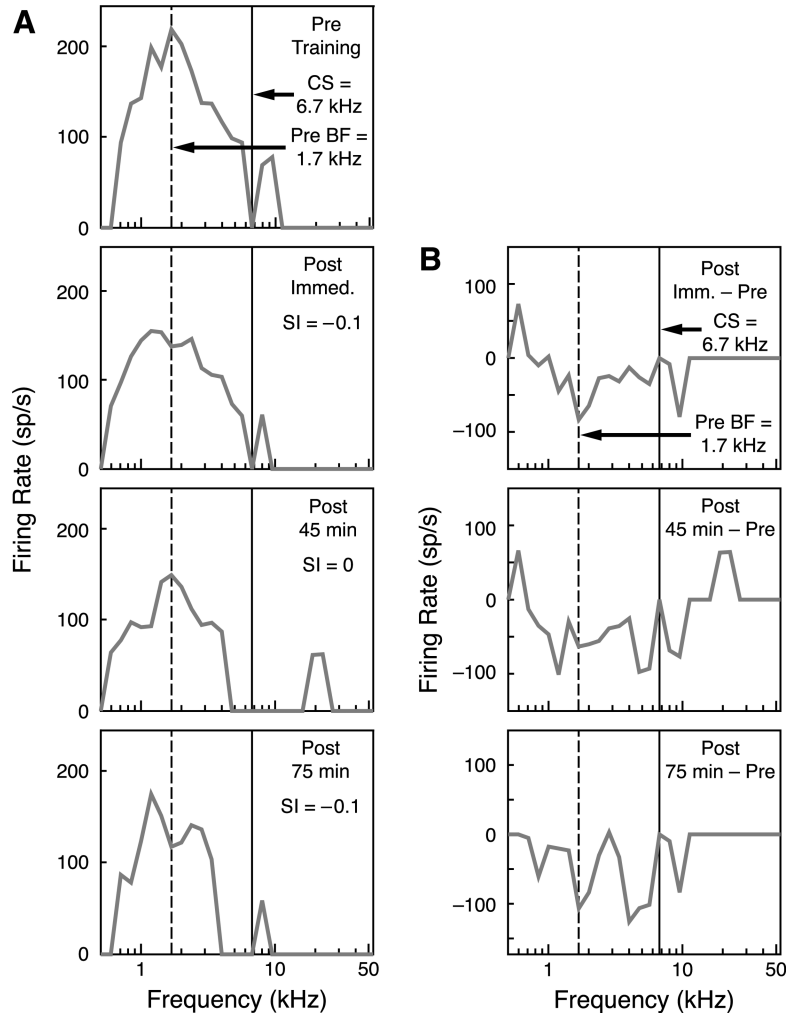 A
Pre
Training
CS =
6.7 kHz
Pre BF =
1.7 kHz
200
100
0
Post
Immed.
SI = −0.1
200
100
0
Post
45 min
SI = 0
200
100
0
Post
75 min
SI = −0.1
200
100
0
1
10
50
Firing Rate (sp/s)
Frequency (kHz)
B
Post
Imm. – Pre
CS =
6.7 kHz
Pre BF =
1.7 kHz
100
0
−100
Post
45 min – Pre
100
0
−100
Post
75 min – Pre
100
0
−100
1
10
50
Firing Rate (sp/s)
Frequency (kHz)